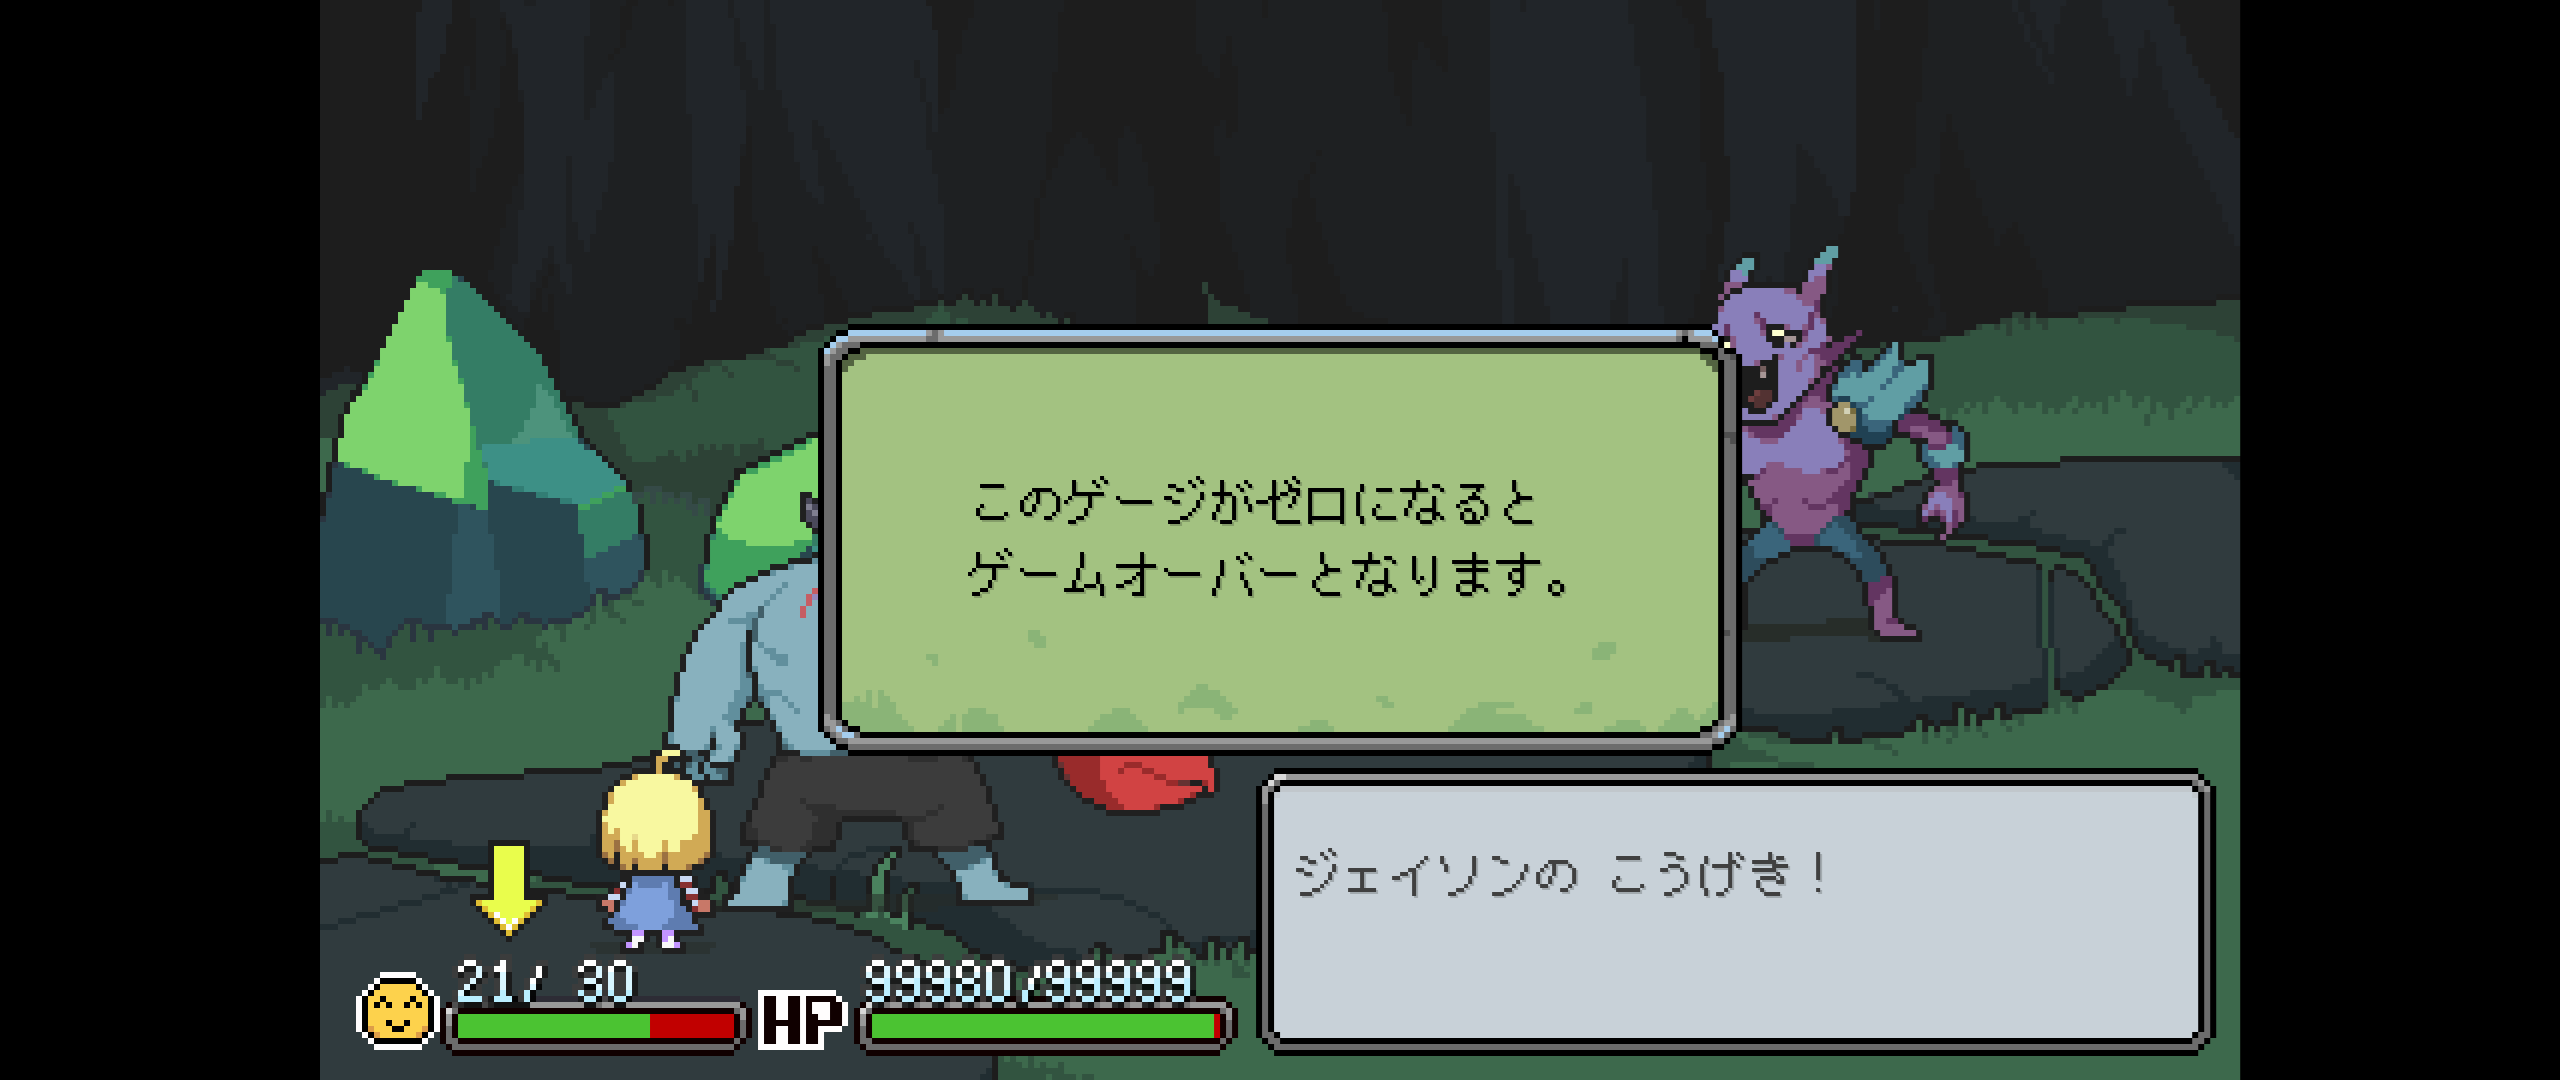 このゲージがゼロになると
ゲームオーバーとなります。
ジェイソンの こうげき！
21/ 30
HP
99980/99999